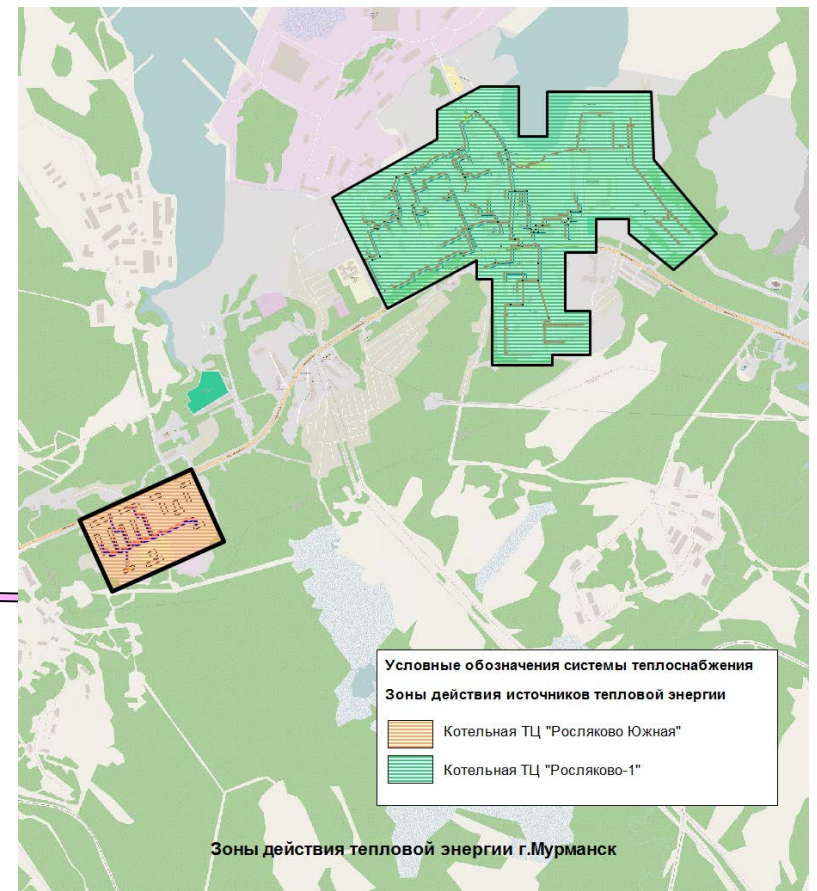 Условные обозначения системы теплоснабжения
Зоны действия источников тепловой энергии
Котельная ТЦ "Росляково Южная"
Котельная ТЦ "Росляково-1"
Зоны действия тепловой энергии г.Мурманск